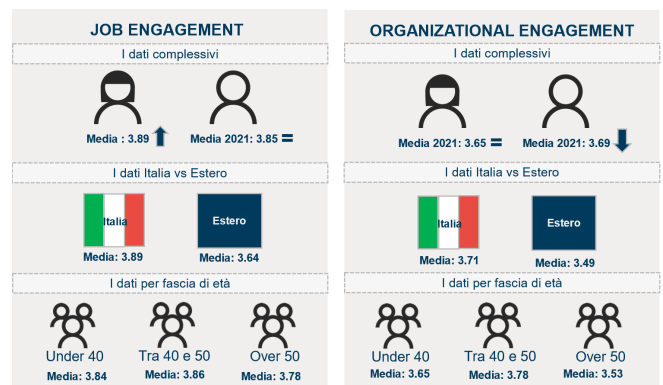 JOB ENGAGEMENT
I dati complessivi
Media : 3.89
Media 2021: 3.85 =
I dati Italia vs Estero
Italia
Estero
Media: 3.89
Media: 3.64
I dati per fascia di età
Under 40
Tra 40 e 50
Over 50
Media: 3.84
Media: 3.86
Media: 3.78
ORGANIZATIONAL ENGAGEMENT
I dati complessivi
Media 2021: 3.65 =
Media 2021: 3.69
I dati Italia vs Estero
Italia
Estero
Media: 3.71
Media: 3.49
I dati per fascia di età
Under 40
Tra 40 e 50
Over 50
Media: 3.65
Media: 3.78
Media: 3.53